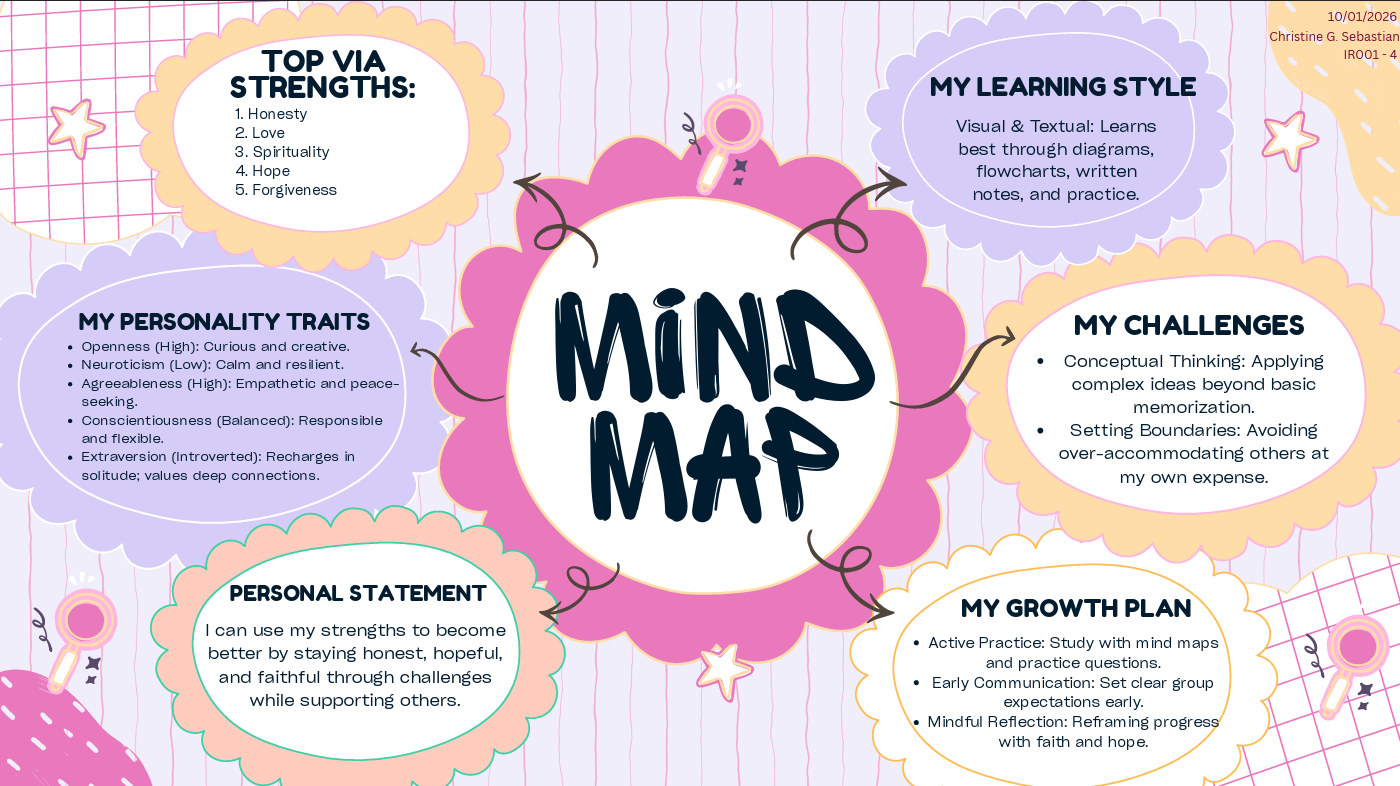 10/01/2026
Christine G. Sebastian
IR001 - 4
TOP VIA
STRENGTHS:
1. Honesty
2. Love
3. Spirituality
4. Hope
5. Forgiveness
MY LEARNING STYLE
Visual & Textual: Learns
best through diagrams,
flowcharts, written
notes, and practice.
MY PERSONALITY TRAITS
• Openness (High): Curious and creative.
• Neuroticism (Low): Calm and resilient.
• Agreeableness (High): Empathetic and peace-
seeking.
• Conscientiousness (Balanced): Responsible
and flexible.
• Extraversion (Introverted): Recharges in
solitude; values deep connections.
MiND
MAP
MY CHALLENGES
• Conceptual Thinking: Applying
complex ideas beyond basic
memorization.
• Setting Boundaries: Avoiding
over-accommodating others at
my own expense.
PERSONAL STATEMENT
I can use my strengths to become
better by staying honest, hopeful,
and faithful through challenges
while supporting others.
MY GROWTH PLAN
• Active Practice: Study with mind maps
and practice questions.
• Early Communication: Set clear group
expectations early.
• Mindful Reflection: Reframing progress
with faith and hope.